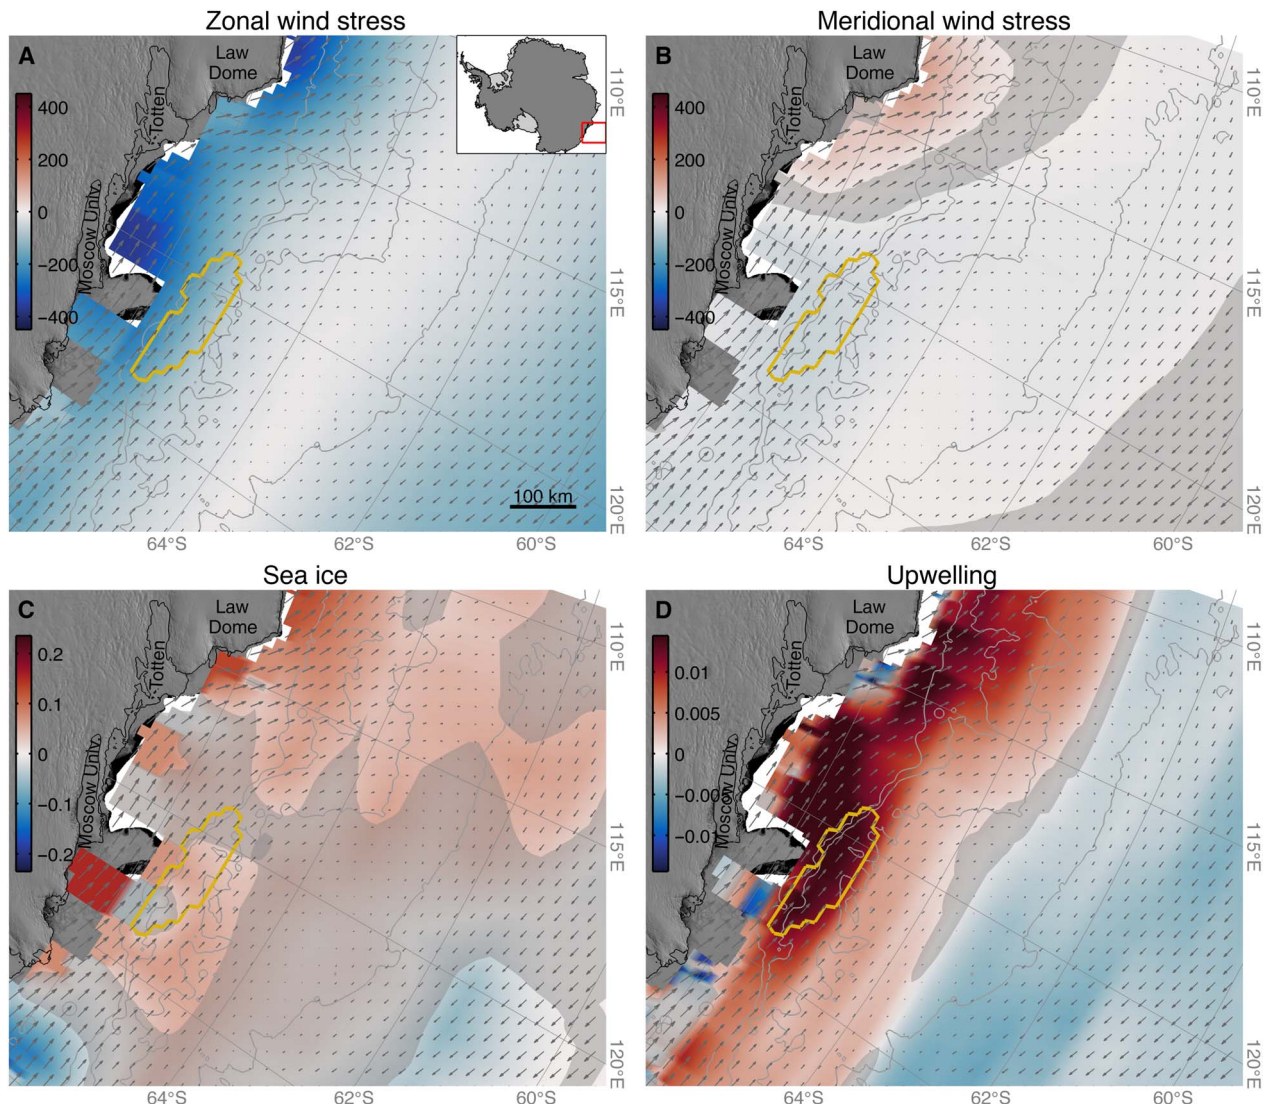 Zonal wind stress
A
Law
Dome
Totten
Moscow Univ.
400
200
0
−200
−400
100 km
110°E
115°E
120°E
64°S
62°S
60°S
Meridional wind stress
B
Law
Dome
Totten
Moscow Univ.
400
200
0
−200
−400
110°E
115°E
120°E
64°S
62°S
60°S
Sea ice
C
Law
Dome
Totten
Moscow Univ.
0.2
0.1
0
−0.1
−0.2
110°E
115°E
120°E
64°S
62°S
60°S
Upwelling
D
Law
Dome
Totten
Moscow Univ.
0.01
0.005
0
−0.005
−0.01
110°E
115°E
120°E
64°S
62°S
60°S